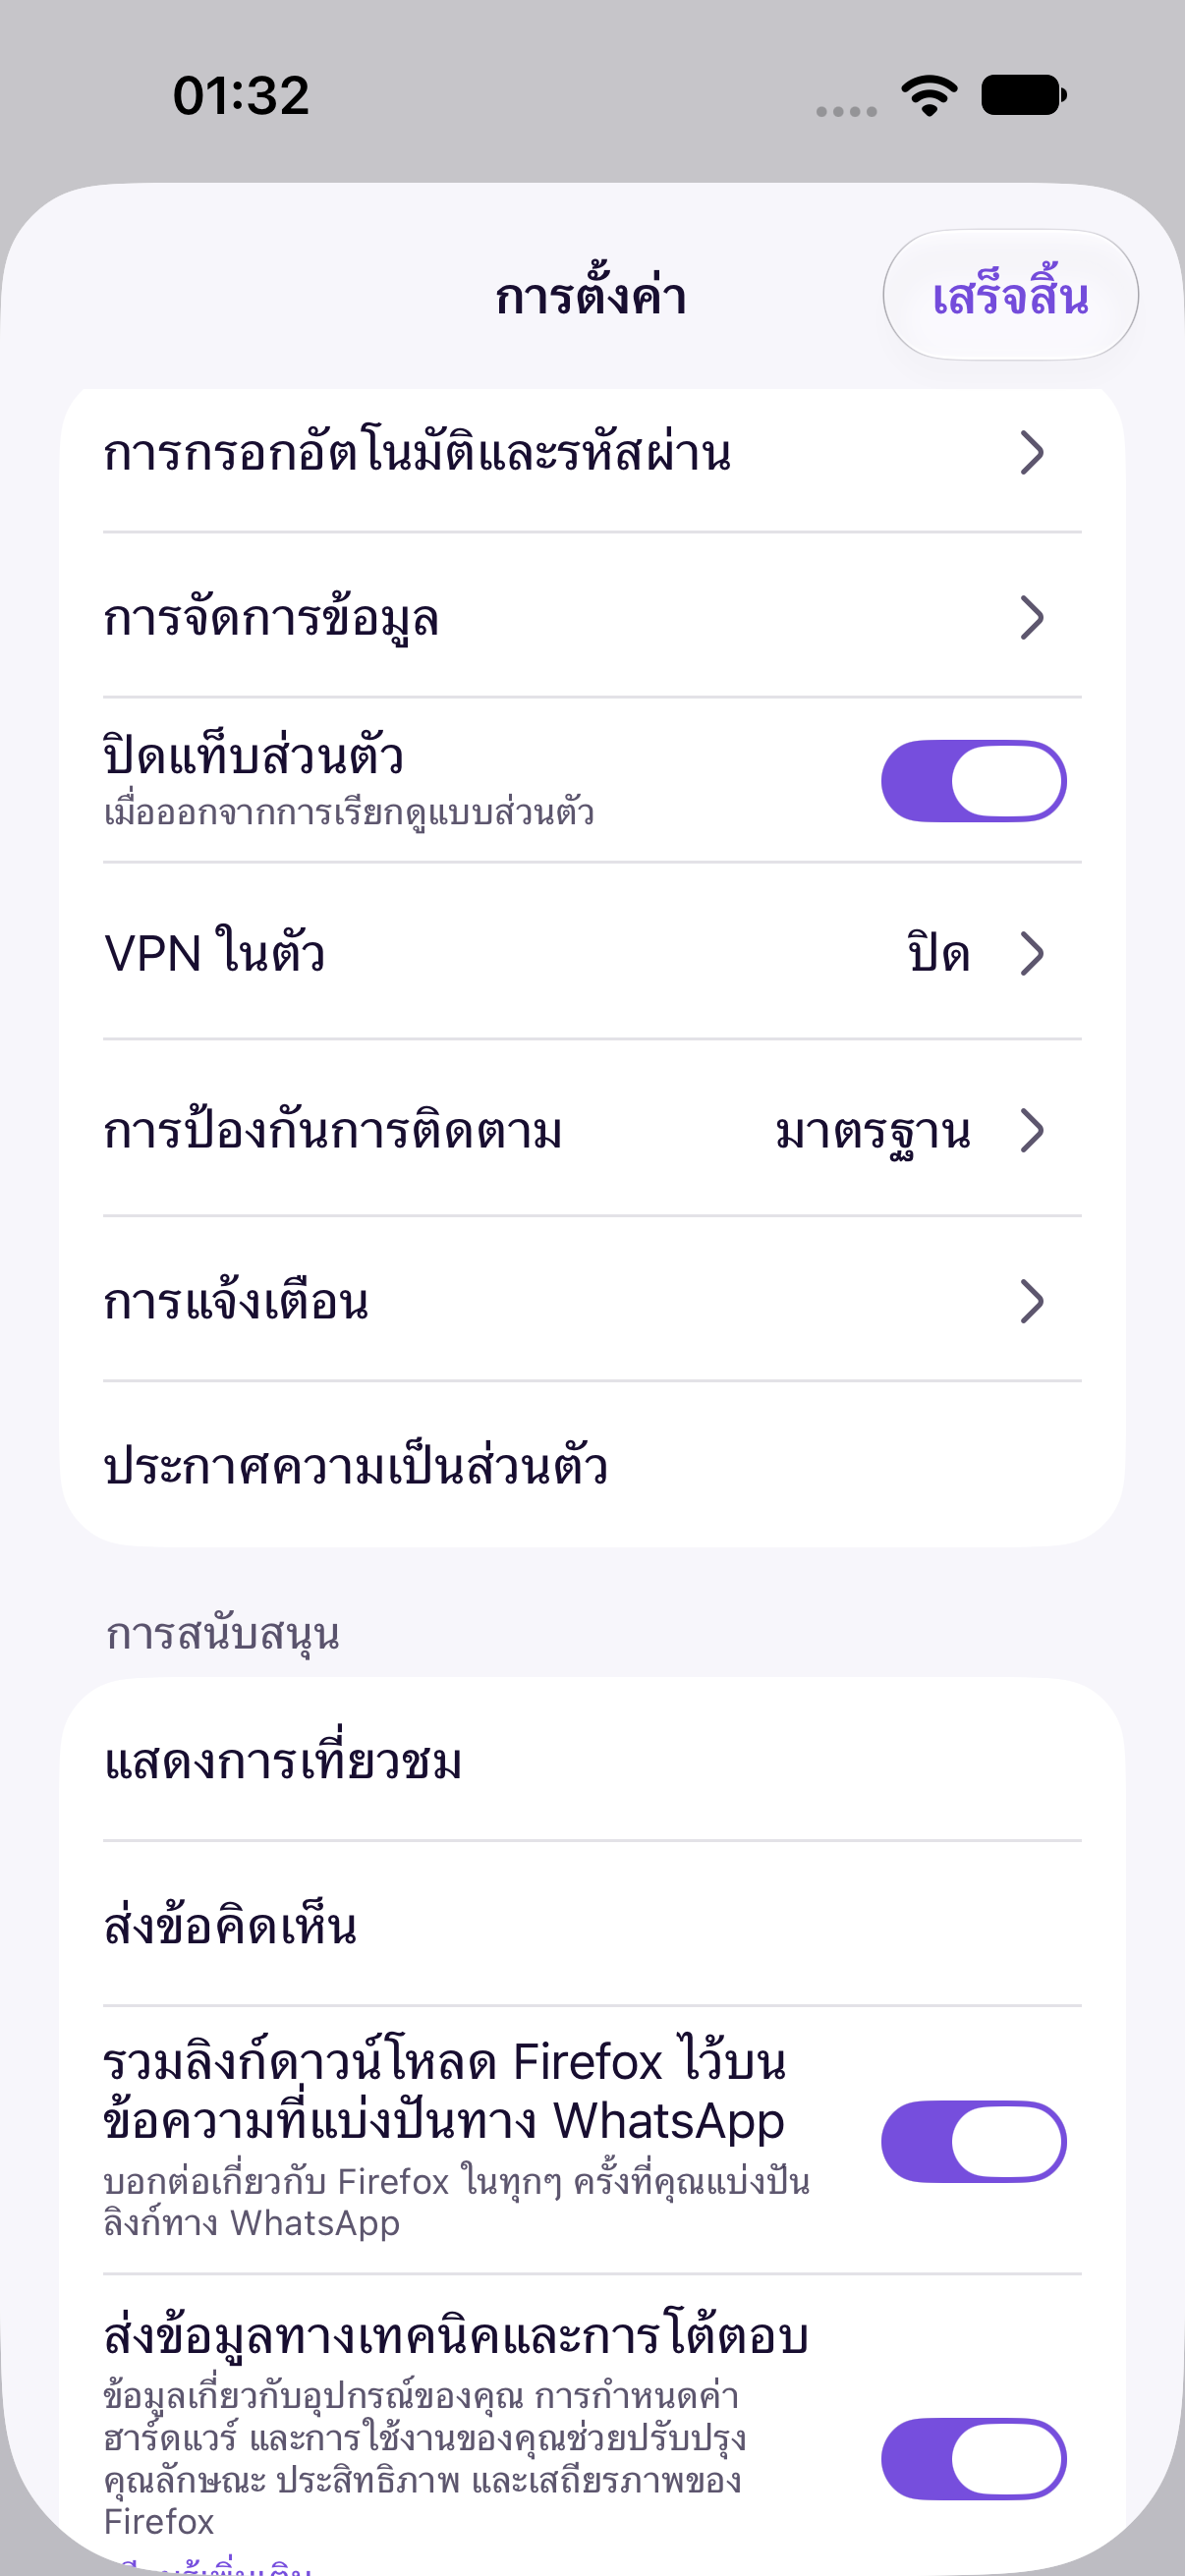 01:32
การตั้งค่า
เสร็จสิ้น
การกรอกอัตโนมัติและรหัสผ่าน
การจัดการข้อมูล
ปิดแท็บส่วนตัว
เมื่อออกจากการเรียกดูแบบส่วนตัว
VPN ในตัว
ปิด
การป้องกันการติดตาม
มาตรฐาน
การแจ้งเตือน
ประกาศความเป็นส่วนตัว
การสนับสนุน
แสดงการเที่ยวชม
ส่งข้อคิดเห็น
รวมลิงก์ดาวน์โหลด Firefox ไว้บน
ข้อความที่แบ่งปันทาง WhatsApp
บอกต่อเกี่ยวกับ Firefox ในทุกๆ ครั้งที่คุณแบ่งปัน
ลิงก์ทาง WhatsApp
ส่งข้อมูลทางเทคนิคและการโต้ตอบ
ข้อมูลเกี่ยวกับอุปกรณ์ของคุณ การกำหนดค่า
ฮาร์ดแวร์ และการใช้งานของคุณช่วยปรับปรุง
คุณลักษณะ ประสิทธิภาพ และเสถียรภาพของ
Firefox